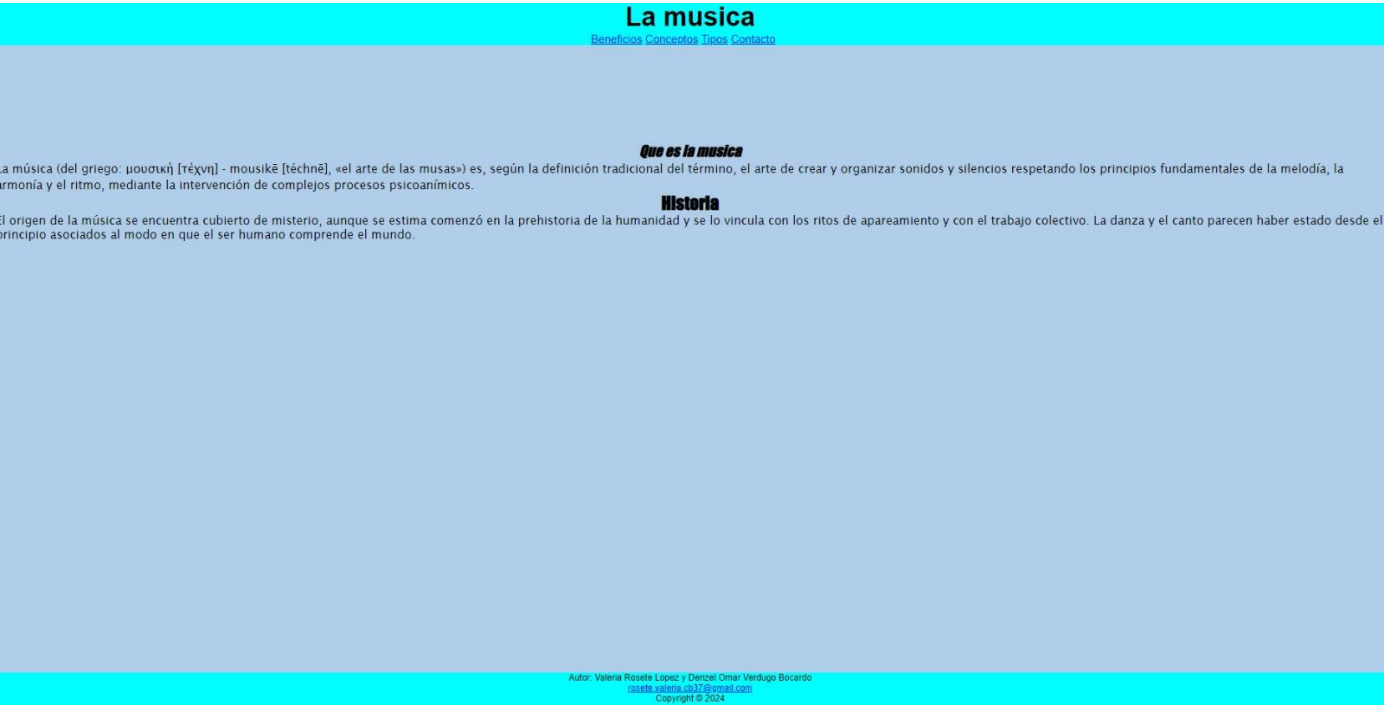 La musica
Beneficios Conceptos Tipos Contacto
Que es la musica
La música (del griego: μουσική [τέχνη] - mousikē [téchnē], «el arte de las musas») es, según la definición tradicional del término, el arte de crear y organizar sonidos y silencios respetando los principios fundamentales de la melodía, la
armonía y el ritmo, mediante la intervención de complejos procesos psicoanímicos.
Historia
El origen de la música se encuentra cubierto de misterio, aunque se estima comenzó en la prehistoria de la humanidad y se lo vincula con los ritos de apareamiento y con el trabajo colectivo. La danza y el canto parecen haber estado desde el
principio asociados al modo en que el ser humano comprende el mundo.
Autor: Valeria Rosete Lopez y Denzel Omar Verdugo Bocardo
rosete.valeria.cb37@gmail.com
Copyright © 2024